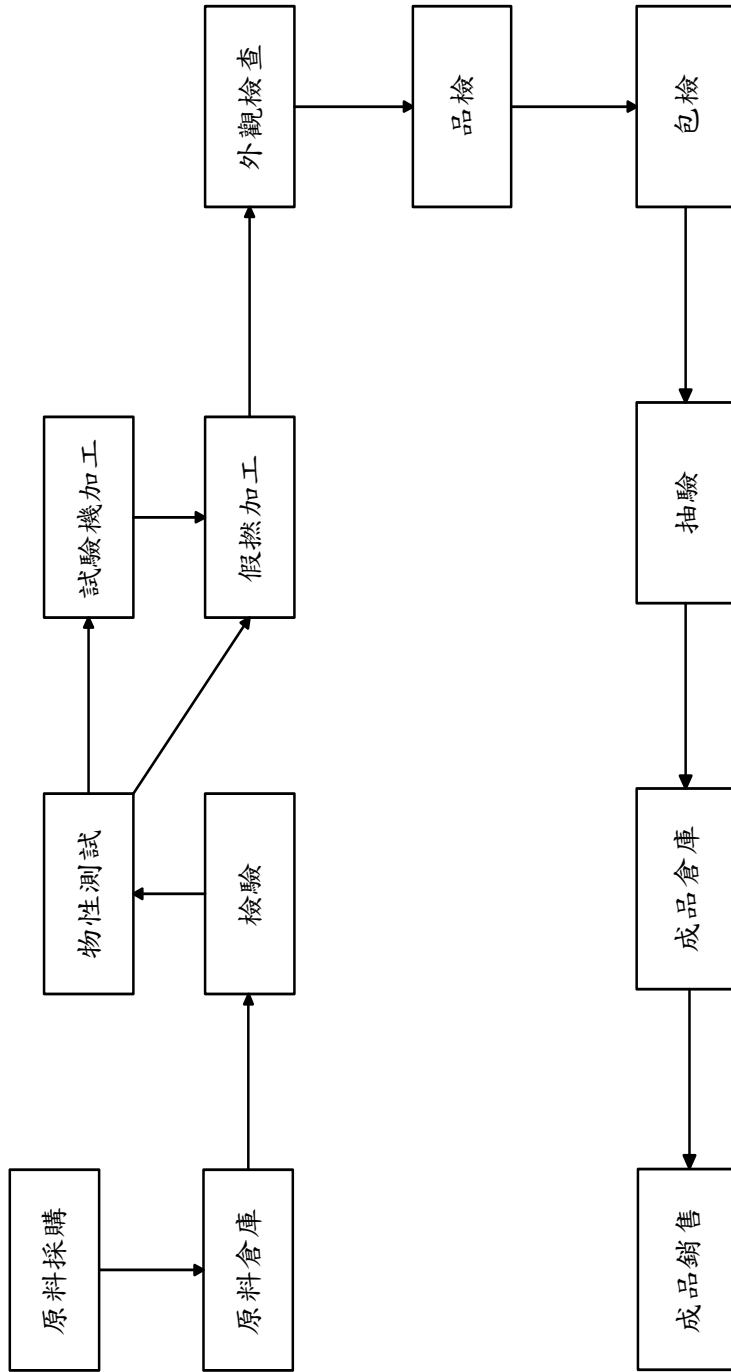 原料採購
原料倉庫
檢驗
物性測試
試驗機加工
假撚加工
外觀檢查
品檢
包檢
抽驗
成品倉庫
成品銷售